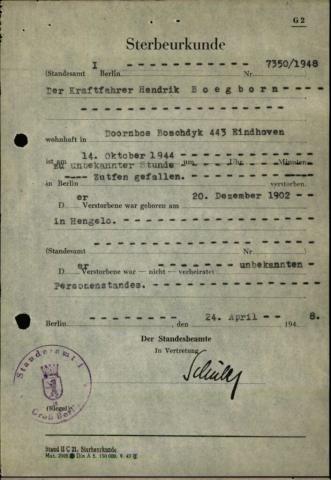 G 2
Sterbeurkunde
(Standesamt I Berlin - - - - - - - - - - - Nr. 7350/1948
Der Kraftfahrer Hendrik Boegborn - - - -
- - - - - - - - - - - - - - - - - -
wohnhaft in Doornbos Boschdyk 443 Eindhoven
ist am 14. Oktober 1944 - - - um - - Uhr - - - Minuten
zu unbekannter Stunde - - - - - - - - -
in Berlin --- Zutfen gefallen. - - - - - - verstorben.
Der Verstorbene war geboren am 20. Dezember 1902 -
in Hengelo. - - - - - - - - - - - - - - -
(Standesamt - - - - - - - - - Nr. - - - -
Der Verstorbene war — nicht — verheiratet - - - unbekannten -
Personenstandes. - - - - - - - - - - - -
Berlin - - - - - - - , den 24. April - - 1948.
Der Standesbeamte
In Vertretung
Standesamt I
(Siegel)
Stand II C 21. Sterbeurkunde